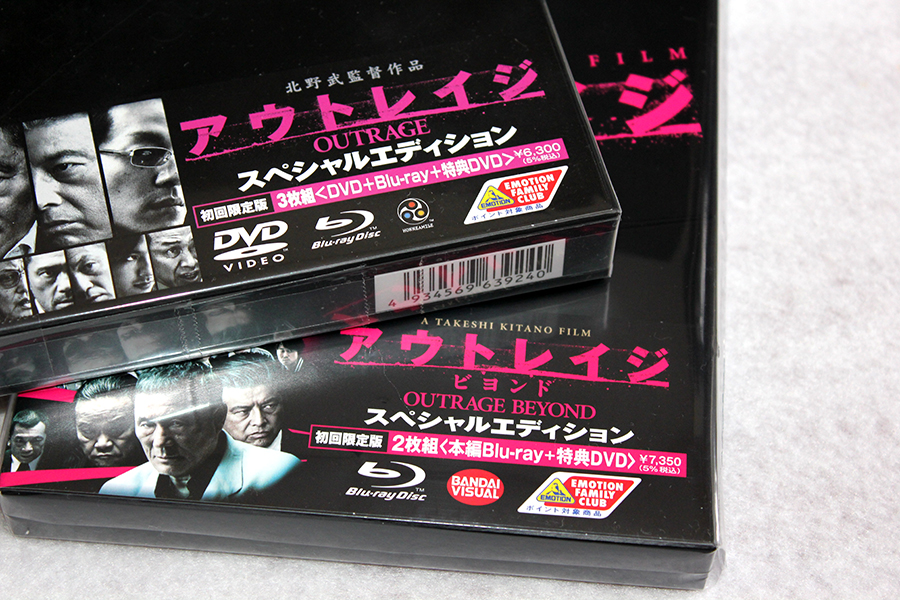 北野武監督作品
アウトレイジ
OUTRAGE
スペシャルエディション
初回限定版 3枚組<DVD+Blu-ray+特典DVD> ¥6,300
(5%税込)
DVD
VIDEO
Blu-ray Disc
EMOTION
FAMILY
CLUB
EMOTION
ポイント対象商品
4 934569 639240
FILM
イジ
A TAKESHI KITANO FILM
アウトレイジ
ビヨンド
OUTRAGE BEYOND
スペシャルエディション
初回限定版 2枚組<本編Blu-ray+特典DVD> ¥7,350
(5%税込)
Blu-ray Disc
TM
BANDAI
VISUAL
EMOTION
FAMILY
CLUB
EMOTION
ポイント対象商品